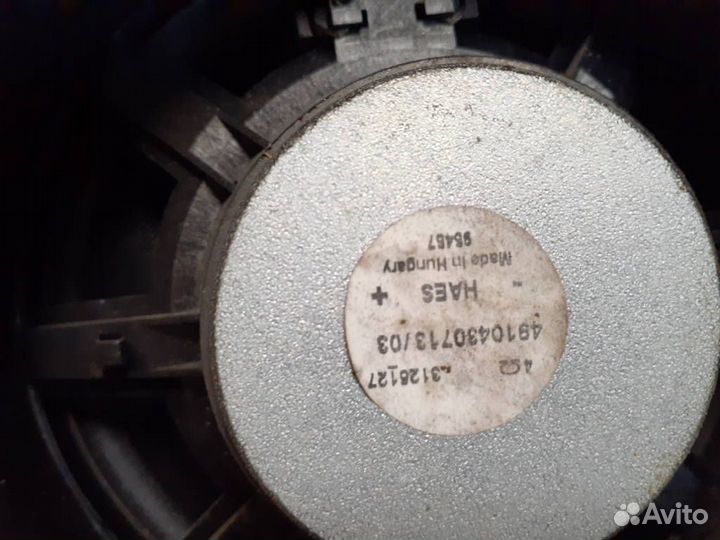 4Ω .3126127
4910430713/03
- HAES +
Made in Hungary
95457
Avito